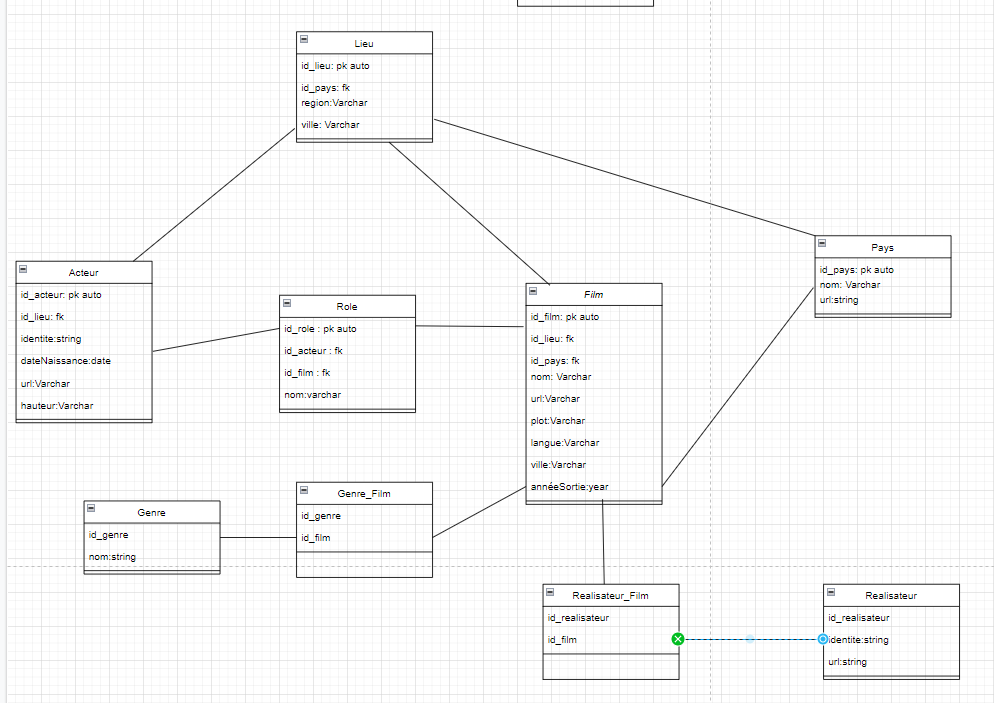 Lieu
id_lieu: pk auto
id_pays: fk
region:Varchar
ville: Varchar
Pays
id_pays: pk auto
nom: Varchar
url:string
Acteur
id_acteur: pk auto
id_lieu: fk
identite:string
dateNaissance:date
url:Varchar
hauteur:Varchar
Role
id_role : pk auto
id_acteur : fk
id_film : fk
nom:varchar
Film
id_film: pk auto
id_lieu: fk
id_pays: fk
nom: Varchar
url:Varchar
plot:Varchar
langue:Varchar
ville:Varchar
annéeSortie:year
Genre
id_genre
nom:string
Genre_Film
id_genre
id_film
Realisateur_Film
id_realisateur
id_film
Realisateur
id_realisateur
identite:string
url:string